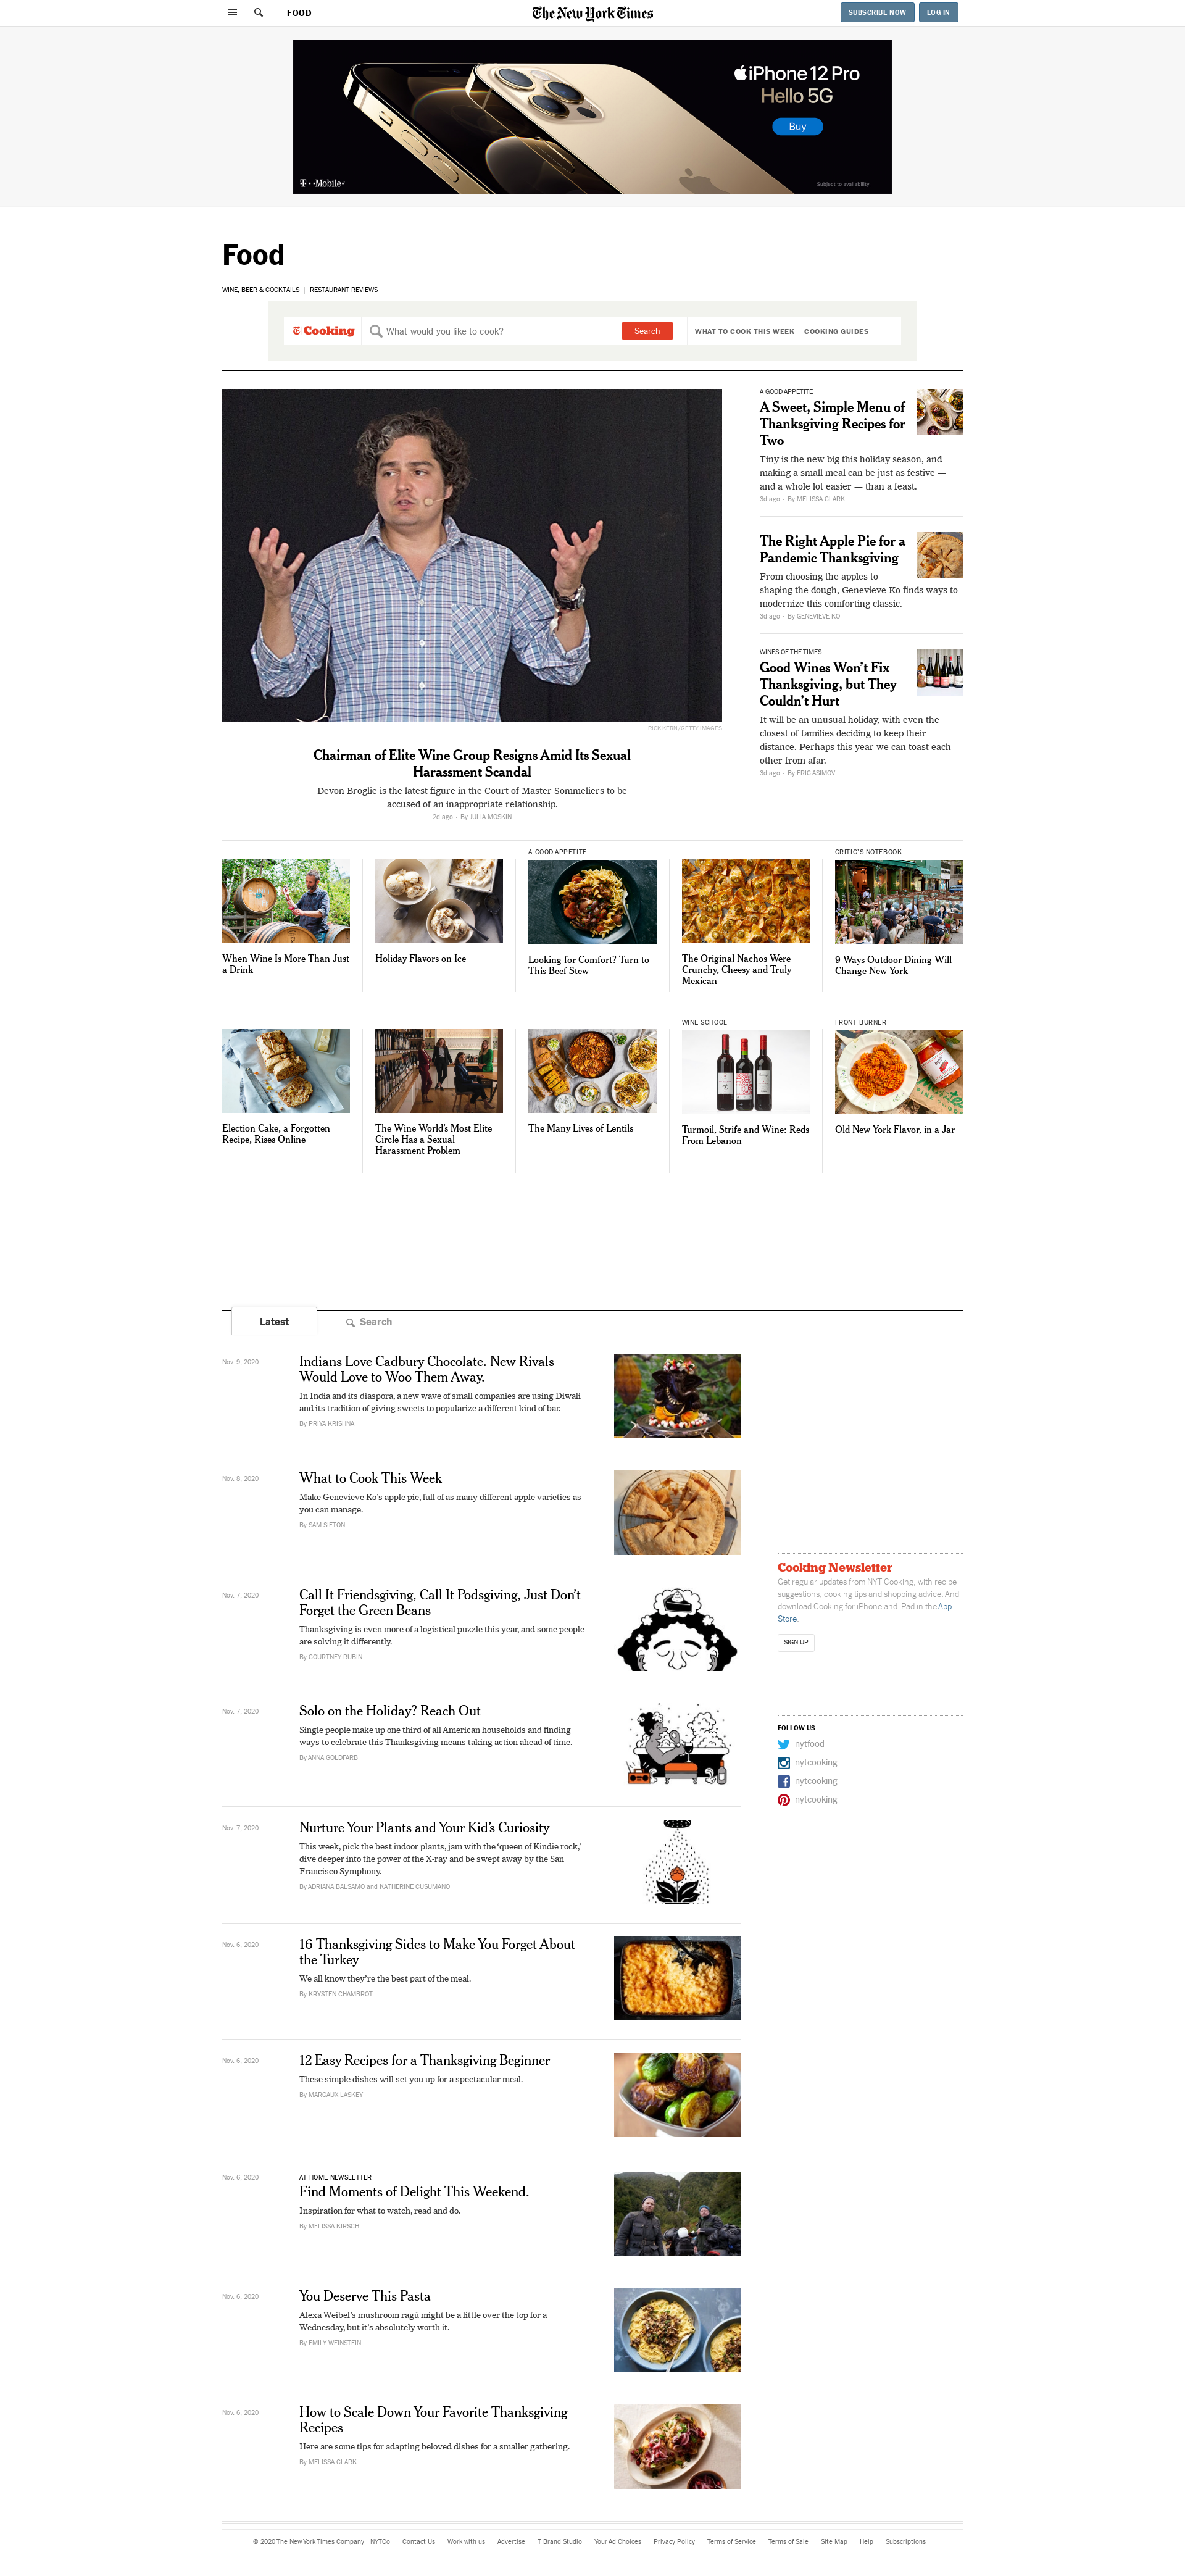 FOOD
The New York Times
SUBSCRIBE NOW
LOG IN
iPhone 12 Pro
Hello 5G
Buy
T Mobile
Subject to availability
Food
WINE, BEER & COCKTAILS | RESTAURANT REVIEWS
T Cooking
What would you like to cook?
Search
WHAT TO COOK THIS WEEK
COOKING GUIDES
RICK KERN/GETTY IMAGES
Chairman of Elite Wine Group Resigns Amid Its Sexual
Harassment Scandal
Devon Broglie is the latest figure in the Court of Master Sommeliers to be
accused of an inappropriate relationship.
2d ago · By JULIA MOSKIN
A GOOD APPETITE
A Sweet, Simple Menu of
Thanksgiving Recipes for
Two
Tiny is the new big this holiday season, and
making a small meal can be just as festive —
and a whole lot easier — than a feast.
3d ago · By MELISSA CLARK
The Right Apple Pie for a
Pandemic Thanksgiving
From choosing the apples to
shaping the dough, Genevieve Ko finds ways to
modernize this comforting classic.
3d ago · By GENEVIEVE KO
WINES OF THE TIMES
Good Wines Won’t Fix
Thanksgiving, but They
Couldn’t Hurt
It will be an unusual holiday, with even the
closest of families deciding to keep their
distance. Perhaps this year we can toast each
other from afar.
3d ago · By ERIC ASIMOV
When Wine Is More Than Just
a Drink
Holiday Flavors on Ice
A GOOD APPETITE
Looking for Comfort? Turn to
This Beef Stew
The Original Nachos Were
Crunchy, Cheesy and Truly
Mexican
CRITIC'S NOTEBOOK
9 Ways Outdoor Dining Will
Change New York
Election Cake, a Forgotten
Recipe, Rises Online
The Wine World’s Most Elite
Circle Has a Sexual
Harassment Problem
The Many Lives of Lentils
WINE SCHOOL
Turmoil, Strife and Wine: Reds
From Lebanon
FRONT BURNER
Old New York Flavor, in a Jar
Latest
Search
Nov. 9, 2020
Indians Love Cadbury Chocolate. New Rivals
Would Love to Woo Them Away.
In India and its diaspora, a new wave of small companies are using Diwali
and its tradition of giving sweets to popularize a different kind of bar.
By PRIYA KRISHNA
Nov. 8, 2020
What to Cook This Week
Make Genevieve Ko’s apple pie, full of as many different apple varieties as
you can manage.
By SAM SIFTON
Nov. 7, 2020
Call It Friendsgiving, Call It Podsgiving, Just Don’t
Forget the Green Beans
Thanksgiving is even more of a logistical puzzle this year, and some people
are solving it differently.
By COURTNEY RUBIN
Nov. 7, 2020
Solo on the Holiday? Reach Out
Single people make up one third of all American households and finding
ways to celebrate this Thanksgiving means taking action ahead of time.
By ANNA GOLDFARB
Nov. 7, 2020
Nurture Your Plants and Your Kid’s Curiosity
This week, pick the best indoor plants, jam with the ‘queen of Kindie rock,’
dive deeper into the power of the X-ray and be swept away by the San
Francisco Symphony.
By ADRIANA BALSAMO and KATHERINE CUSUMANO
Nov. 6, 2020
16 Thanksgiving Sides to Make You Forget About
the Turkey
We all know they’re the best part of the meal.
By KRYSTEN CHAMBROT
Nov. 6, 2020
12 Easy Recipes for a Thanksgiving Beginner
These simple dishes will set you up for a spectacular meal.
By MARGAUX LASKEY
Nov. 6, 2020
AT HOME NEWSLETTER
Find Moments of Delight This Weekend.
Inspiration for what to watch, read and do.
By MELISSA KIRSCH
Nov. 6, 2020
You Deserve This Pasta
Alexa Weibel’s mushroom ragù might be a little over the top for a
Wednesday, but it’s absolutely worth it.
By EMILY WEINSTEIN
Nov. 6, 2020
How to Scale Down Your Favorite Thanksgiving
Recipes
Here are some tips for adapting beloved dishes for a smaller gathering.
By MELISSA CLARK
Cooking Newsletter
Get regular updates from NYT Cooking, with recipe
suggestions, cooking tips and shopping advice. And
download Cooking for iPhone and iPad in the App
Store.
SIGN UP
FOLLOW US
nytfood
nytcooking
nytcooking
nytcooking
© 2020 The New York Times Company NYTCo Contact Us Work with us Advertise T Brand Studio Your Ad Choices Privacy Policy Terms of Service Terms of Sale Site Map Help Subscriptions